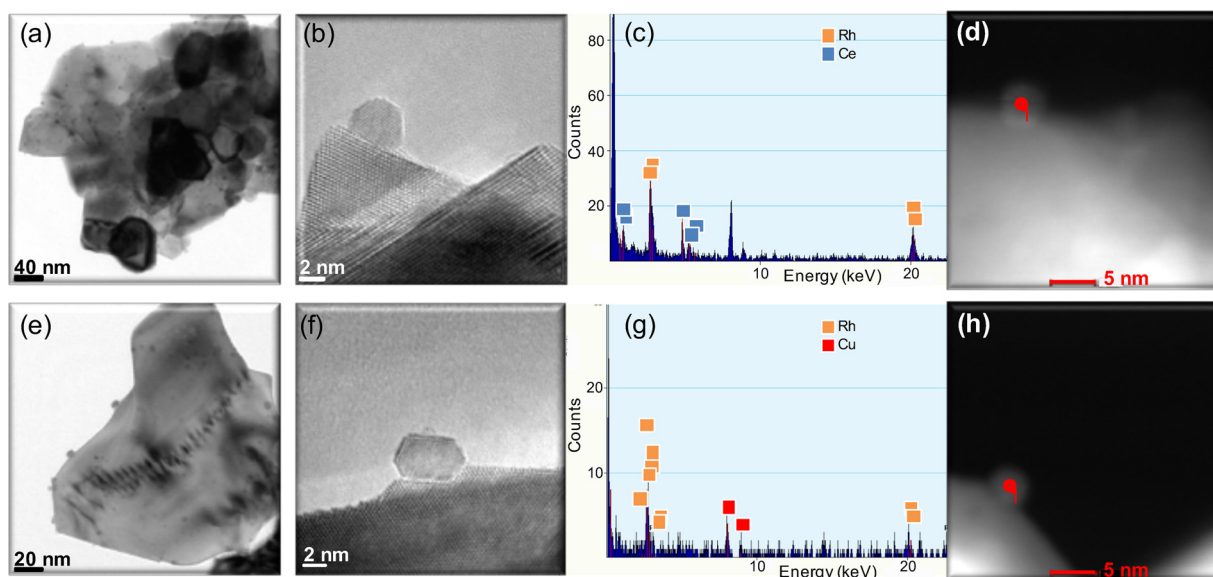 (a)
40 nm
(b)
2 nm
(c)
Rh
Ce
80
60
40
20
10
20
Counts
Energy (keV)
(d)
5 nm
(e)
20 nm
(f)
2 nm
(g)
Rh
Cu
20
10
10
20
Counts
Energy (keV)
(h)
5 nm